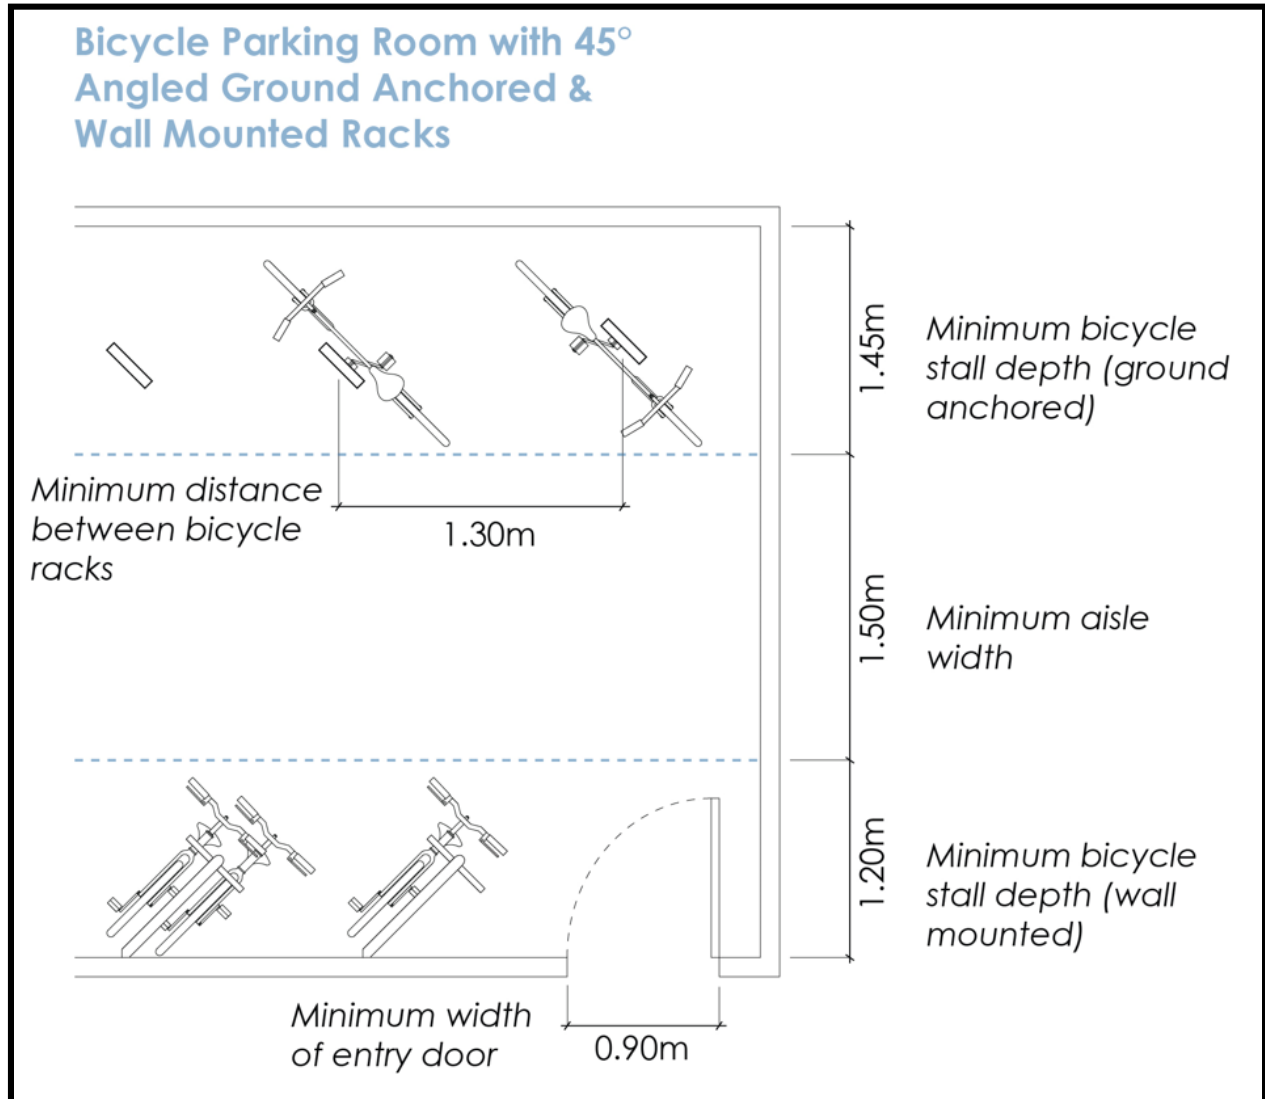 Bicycle Parking Room with 45°
Angled Ground Anchored &
Wall Mounted Racks
1.45m
Minimum bicycle
stall depth (ground
anchored)
Minimum distance
between bicycle
racks
1.30m
1.50m
Minimum aisle
width
1.20m
Minimum bicycle
stall depth (wall
mounted)
Minimum width
of entry door
0.90m